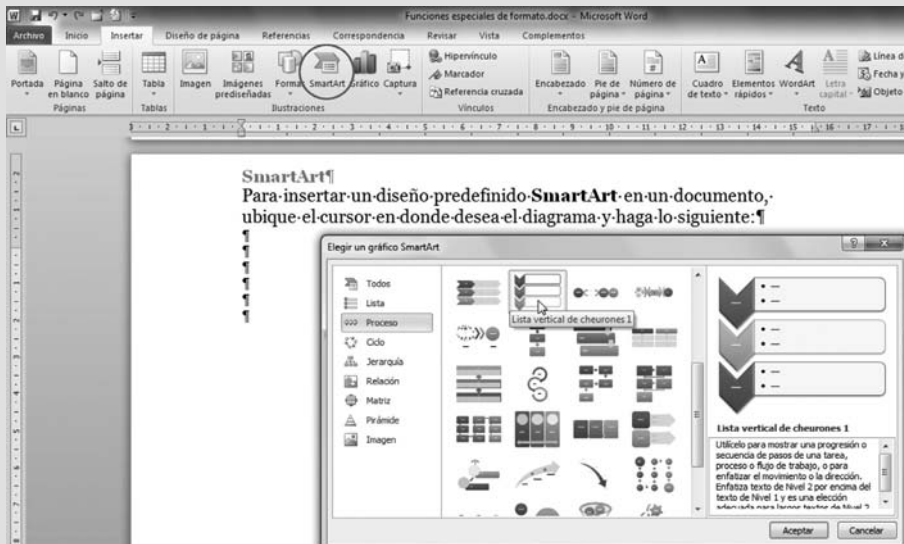 Funciones especiales de formato.docx - Microsoft Word
Archivo Inicio Insertar Diseño de página Referencias Correspondencia Revisar Vista Complementos
Portada Página en blanco Salto de página
Páginas
Tabla
Tablas
Imagen Imágenes prediseñadas Formas SmartArt Gráfico Captura
Ilustraciones
Hipervínculo
Marcador
Referencia cruzada
Vínculos
Encabezado Pie de página Número de página
Encabezado y pie de página
Cuadro de texto Elementos rápidos WordArt Letra capital
Línea d
Fecha y
Objeto
Texto
SmartArt¶
Para·insertar·un·diseño·predefinido·SmartArt·en·un·documento,·
ubique·el·cursor·en·donde·desea·el·diagrama·y·haga·lo·siguiente:¶
¶
¶
¶
¶
¶
¶
Elegir un gráfico SmartArt
Todos
Lista
Proceso
Ciclo
Jerarquía
Relación
Matriz
Pirámide
Imagen
Lista vertical de cheurones 1
Lista vertical de cheurones 1
Utilícelo para mostrar una progresión o
secuencia de pasos de una tarea,
proceso o flujo de trabajo, o para
enfatizar el movimiento o la dirección.
Enfatiza texto de Nivel 2 por encima del
texto de Nivel 1 y es una elección
adecuada para largos textos de Nivel 2
Aceptar Cancelar